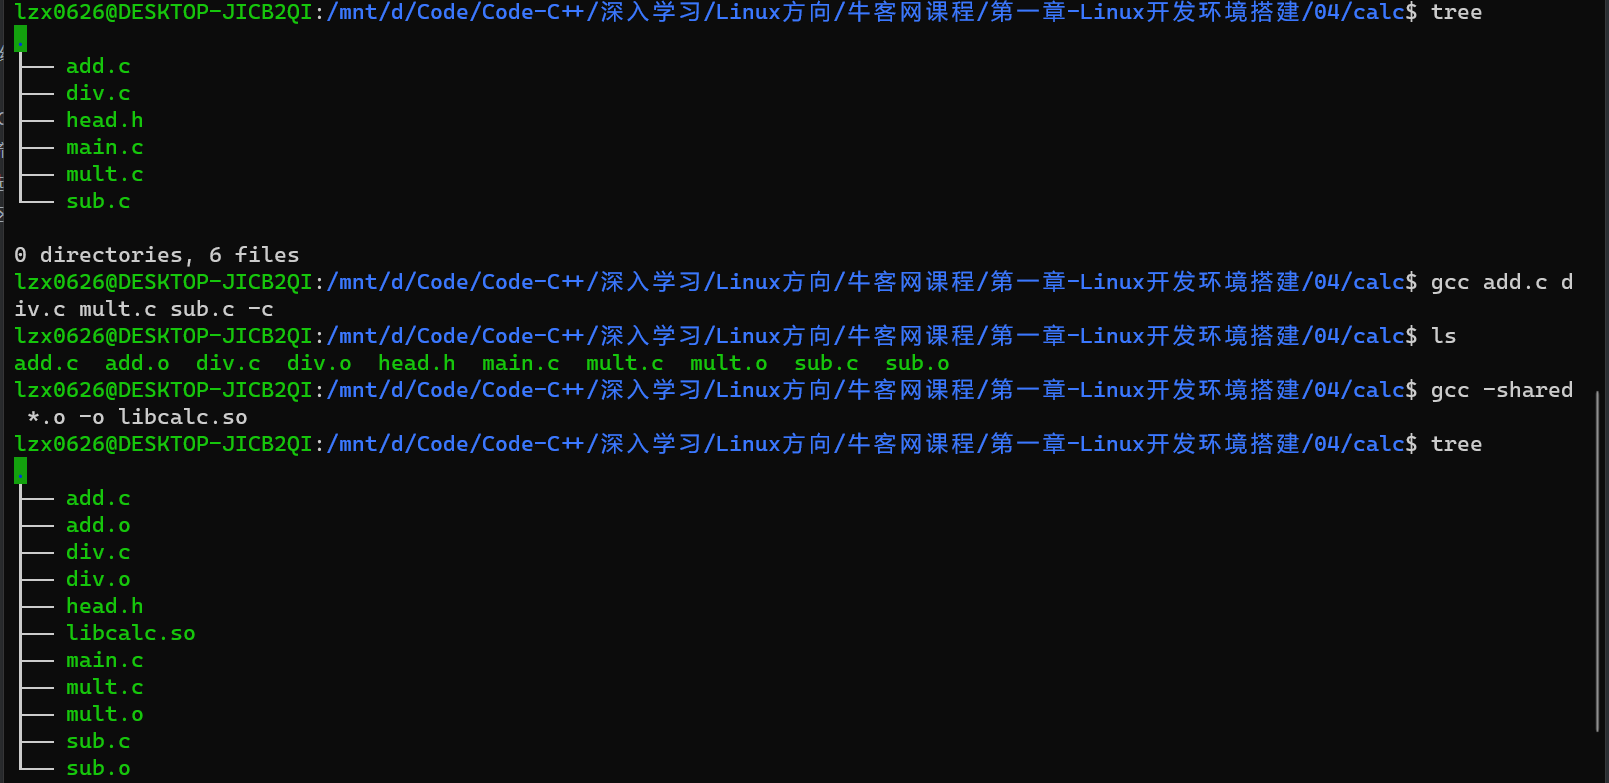 lzx0626@DESKTOP-JICB2QI:/mnt/d/Code/Code-C++/深入学习/Linux方向/牛客网课程/第一章-Linux开发环境搭建/04/calc$ tree
.
├── add.c
├── div.c
├── head.h
├── main.c
├── mult.c
└── sub.c
0 directories, 6 files
lzx0626@DESKTOP-JICB2QI:/mnt/d/Code/Code-C++/深入学习/Linux方向/牛客网课程/第一章-Linux开发环境搭建/04/calc$ gcc add.c d
iv.c mult.c sub.c -c
lzx0626@DESKTOP-JICB2QI:/mnt/d/Code/Code-C++/深入学习/Linux方向/牛客网课程/第一章-Linux开发环境搭建/04/calc$ ls
add.c  add.o  div.c  div.o  head.h  main.c  mult.c  mult.o  sub.c  sub.o
lzx0626@DESKTOP-JICB2QI:/mnt/d/Code/Code-C++/深入学习/Linux方向/牛客网课程/第一章-Linux开发环境搭建/04/calc$ gcc -shared
 *.o -o libcalc.so
lzx0626@DESKTOP-JICB2QI:/mnt/d/Code/Code-C++/深入学习/Linux方向/牛客网课程/第一章-Linux开发环境搭建/04/calc$ tree
.
├── add.c
├── add.o
├── div.c
├── div.o
├── head.h
├── libcalc.so
├── main.c
├── mult.c
├── mult.o
├── sub.c
└── sub.o